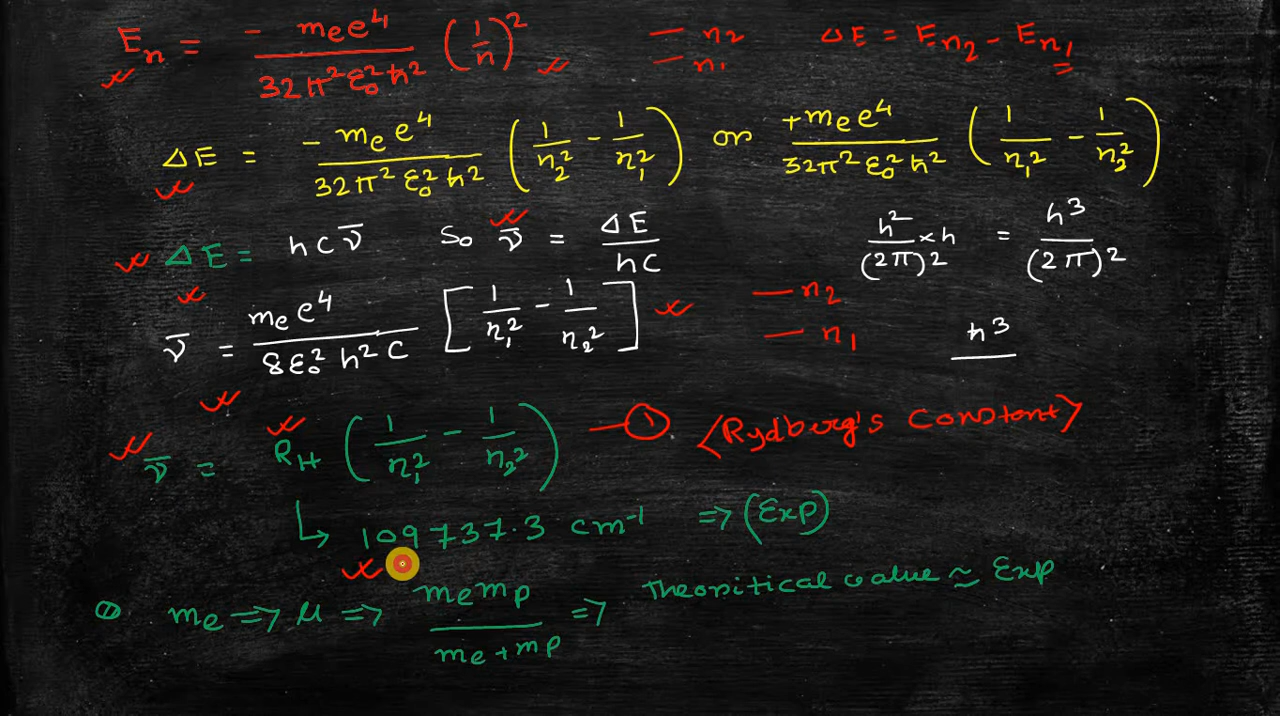 Eₙ = - mₑe⁴ / 32π²ε₀²ħ² (1/n)² — n₂ — n₁ ΔE = Eₙ₂ - Eₙ₁
ΔE = - mₑe⁴ / 32π²ε₀²ħ² (1/n₂² - 1/n₁²) or + mₑe⁴ / 32π²ε₀²ħ² (1/n₁² - 1/n₂²)
ΔE = hcν̄ So ν̄ = ΔE / hc h²/(2π)² × h = h³/(2π)²
ν̄ = mₑe⁴ / 8ε₀²h²c [1/n₁² - 1/n₂²] — n₂ — n₁ ħ³
ν̄ = R_H (1/n₁² - 1/n₂²) — ① ⟨Rydberg's Constant⟩
↳ 109737.3 cm⁻¹ ⇒ (Exp)
mₑ ⇒ μ ⇒ mₑmp / mₑ+mp ⇒ Theoritical value ≈ Exp